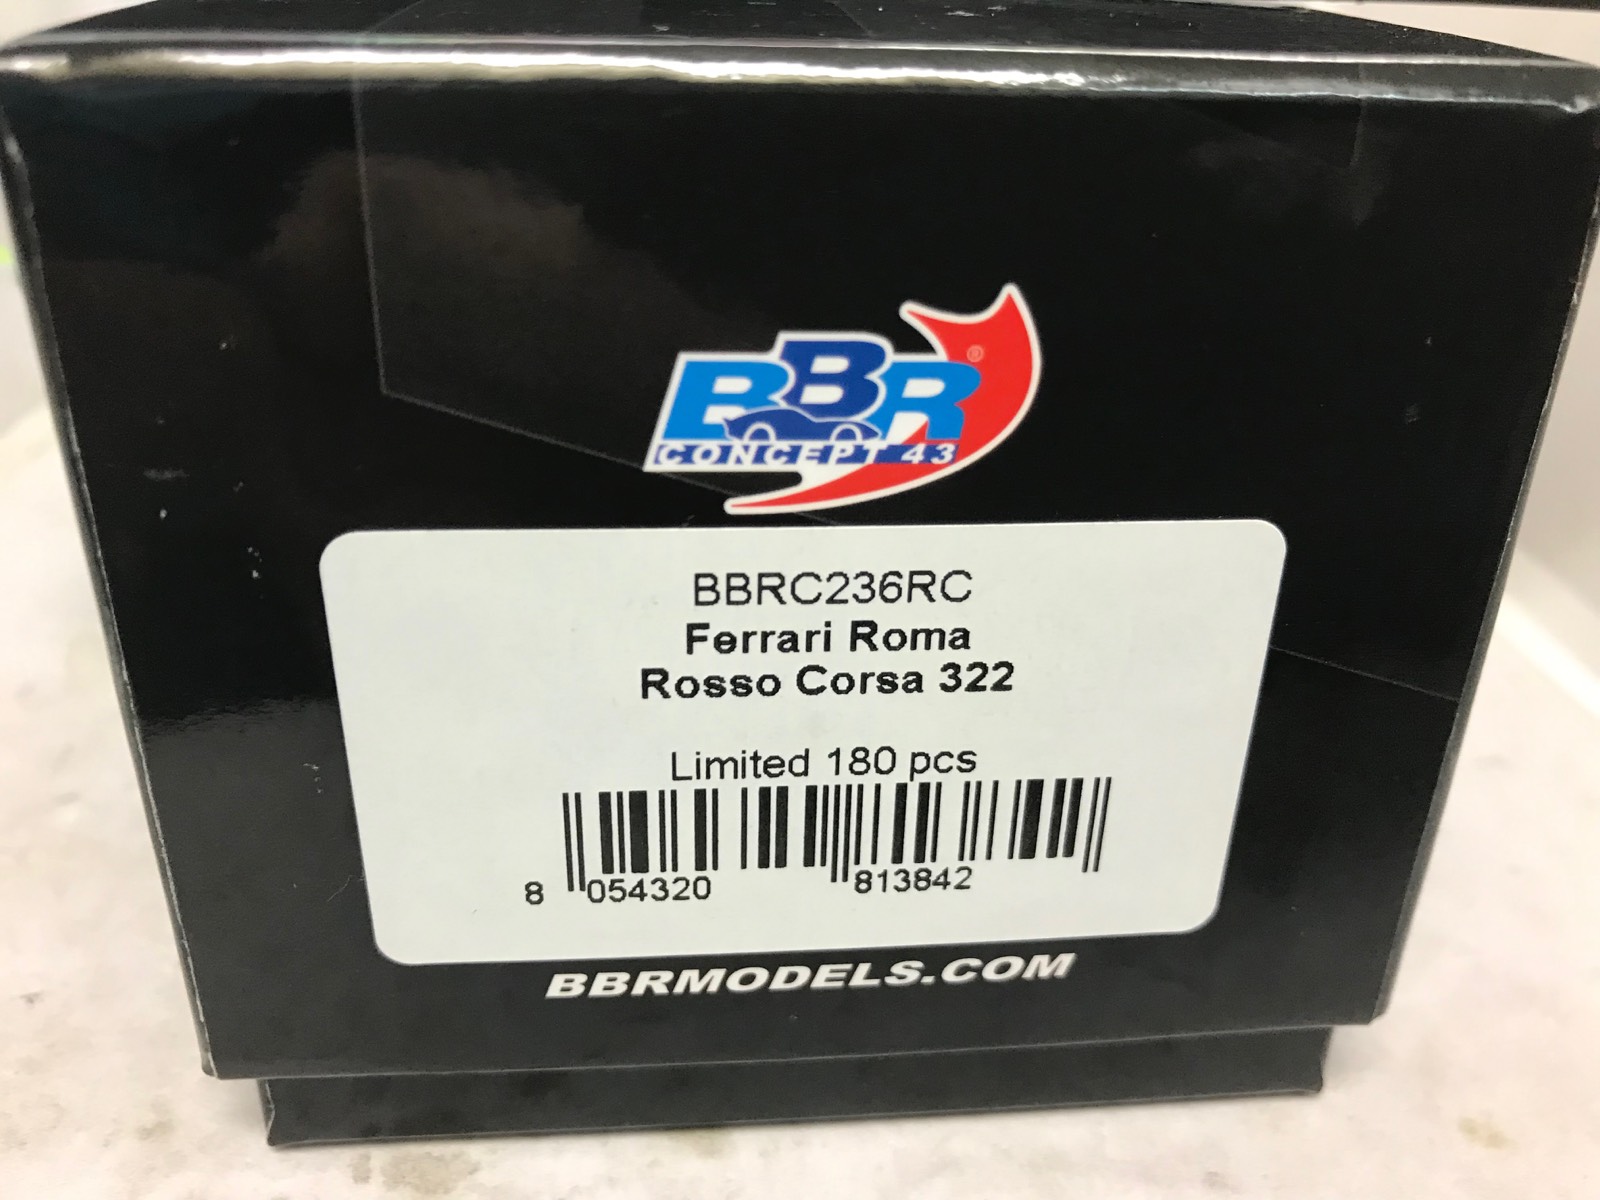 BBR®
CONCEPT 43
BBRC236RC
Ferrari Roma
Rosso Corsa 322
Limited 180 pcs
8 054320 813842
BBRMODELS.COM